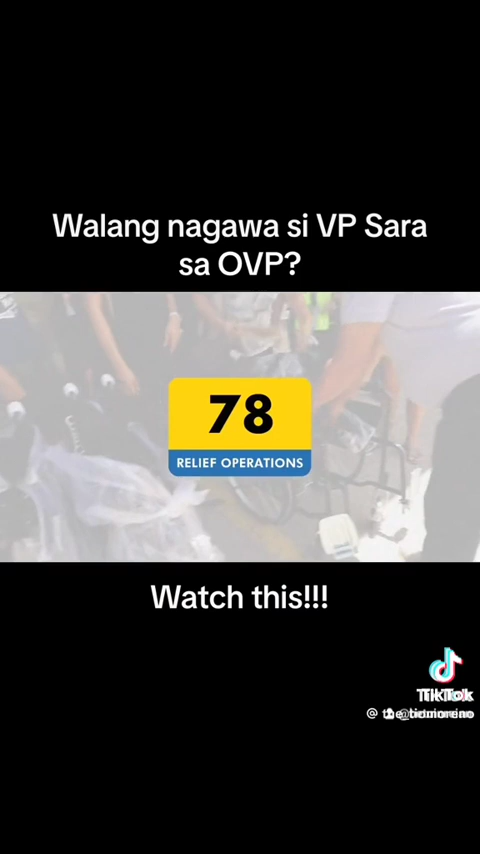 Walang nagawa si VP Sara
sa OVP?
78
RELIEF OPERATIONS
Watch this!!!
TikTok